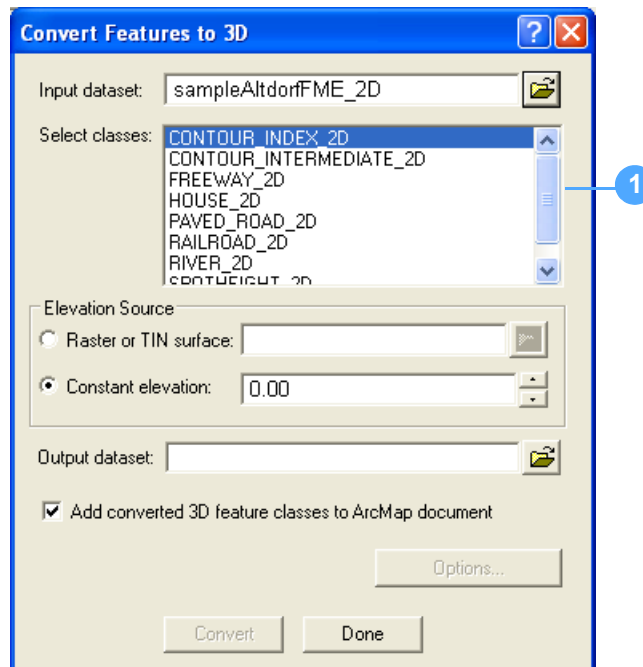 Convert Features to 3D
Input dataset: sampleAltdorfFME_2D
Select classes: CONTOUR_INDEX_2D
CONTOUR_INTERMEDIATE_2D
FREEWAY_2D
HOUSE_2D
PAVED_ROAD_2D
RAILROAD_2D
RIVER_2D
SPOTHEIGHT_2D
1
Elevation Source
Raster or TIN surface:
Constant elevation: 0.00
Output dataset:
Add converted 3D feature classes to ArcMap document
Options...
Convert Done